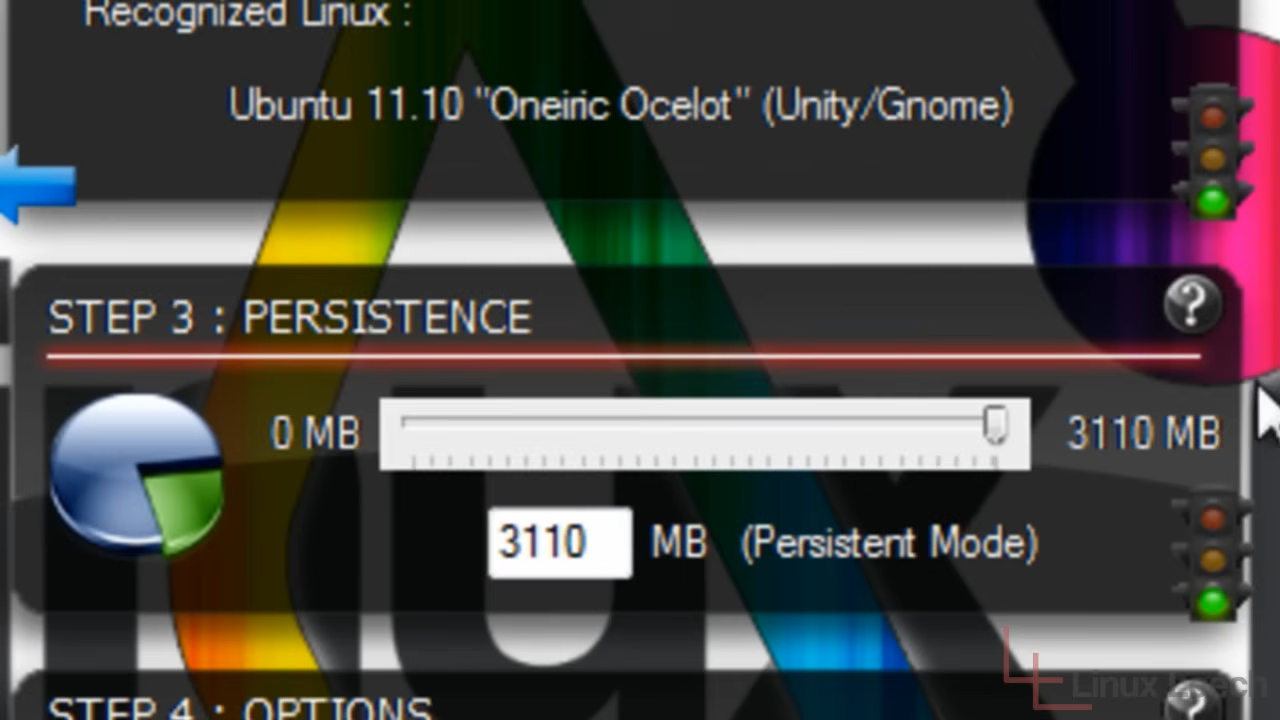 Recognized Linux :
Ubuntu 11.10 "Oneiric Ocelot" (Unity/Gnome)
STEP 3 : PERSISTENCE
?
0 MB 3110 MB
3110 MB (Persistent Mode)
STEP 4 : OPTIONS
?
Linux